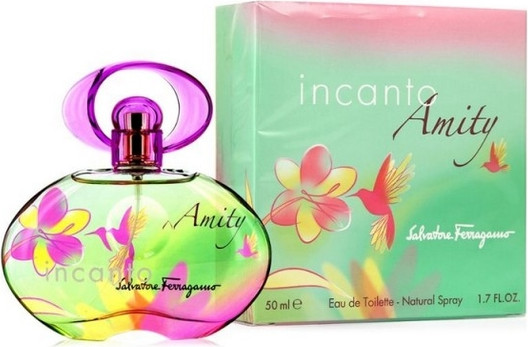 Amity
incanto
Salvatore Ferragamo
incanto
Amity
Salvatore Ferragamo
50 ml e Eau de Toilette - Natural Spray 1.7 FL.OZ.